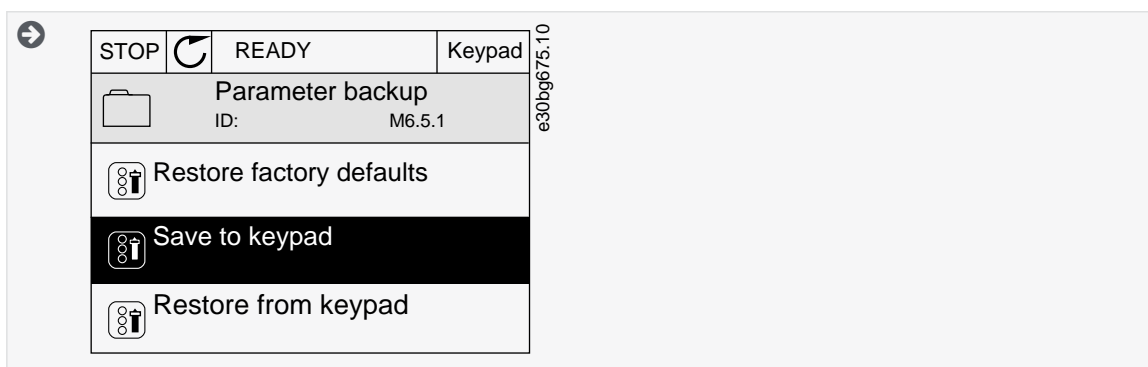 STOP READY Keypad
Parameter backup
ID: M6.5.1
Restore factory defaults
Save to keypad
Restore from keypad
e30bg675.10